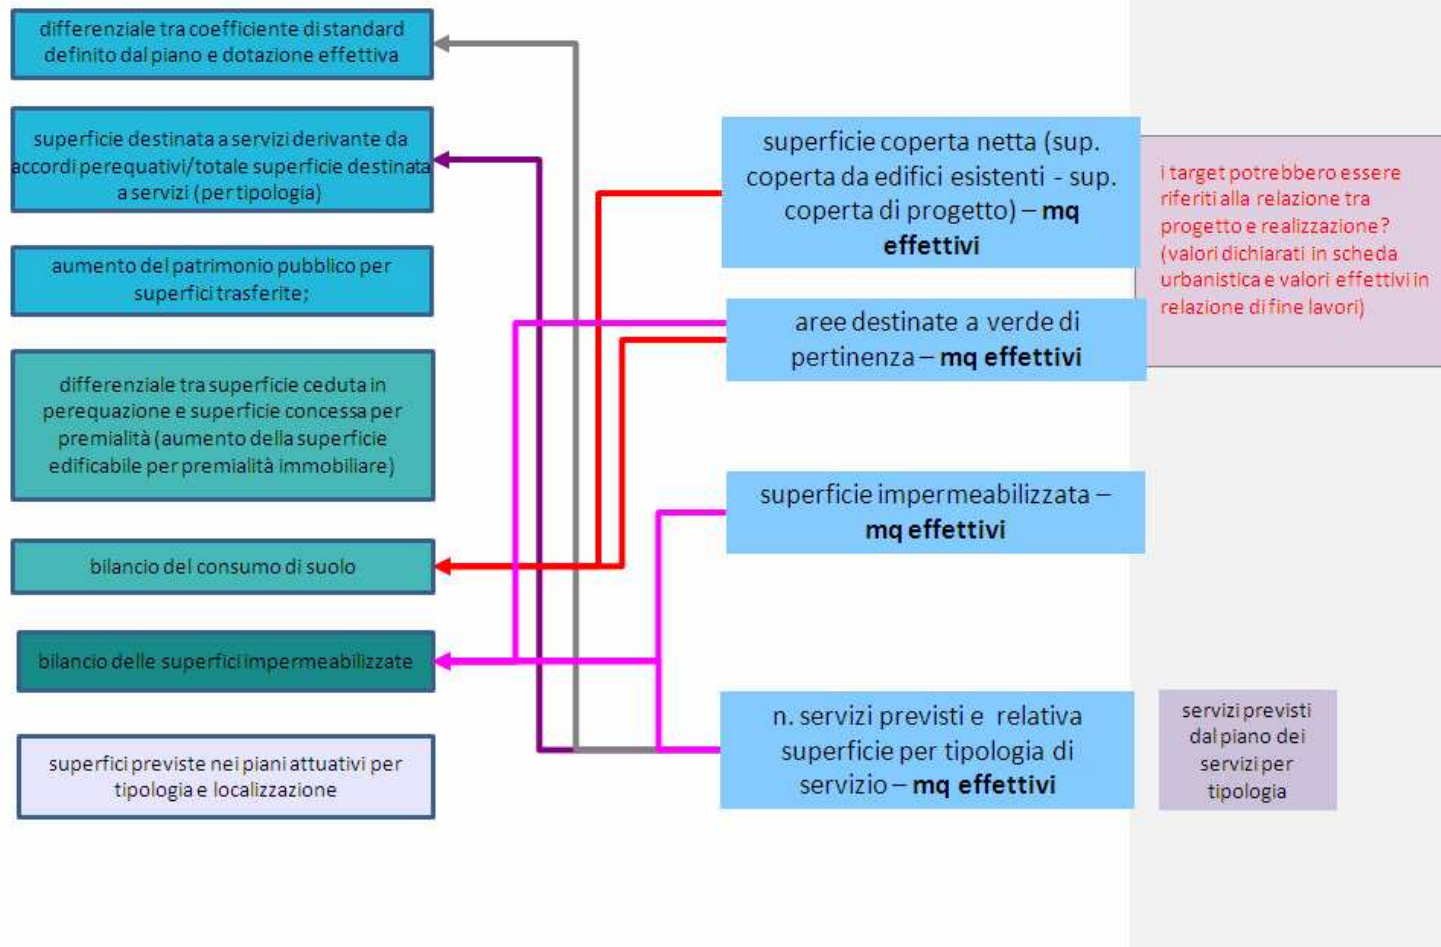 differenziale tra coefficiente di standard
definito dal piano e dotazione effettiva
superficie destinata a servizi derivante da
accordi perequativi/totale superficie destinata
a servizi (per tipologia)
aumento del patrimonio pubblico per
superfici trasferite;
differenziale tra superficie ceduta in
perequazione e superficie concessa per
premialità (aumento della superficie
edificabile per premialità immobiliare)
bilancio del consumo di suolo
bilancio delle superfici impermeabilizzate
superfici previste nei piani attuativi per
tipologia e localizzazione
superficie coperta netta (sup.
coperta da edifici esistenti - sup.
coperta di progetto) – mq
effettivi
aree destinate a verde di
pertinenza – mq effettivi
superficie impermeabilizzata –
mq effettivi
n. servizi previsti e relativa
superficie per tipologia di
servizio – mq effettivi
i target potrebbero essere
riferiti alla relazione tra
progetto e realizzazione?
(valori dichiarati in scheda
urbanistica e valori effettivi in
relazione di fine lavori)
servizi previsti
dal piano dei
servizi per
tipologia